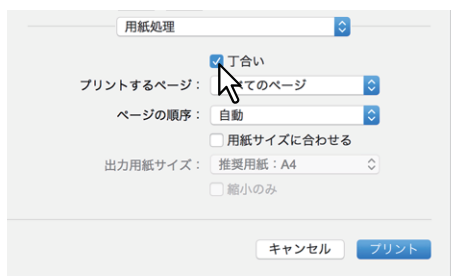 用紙処理
丁合い
プリントするページ： べてのページ
ページの順序： 自動
用紙サイズに合わせる
出力用紙サイズ： 推奨用紙：A4
縮小のみ
キャンセル プリント